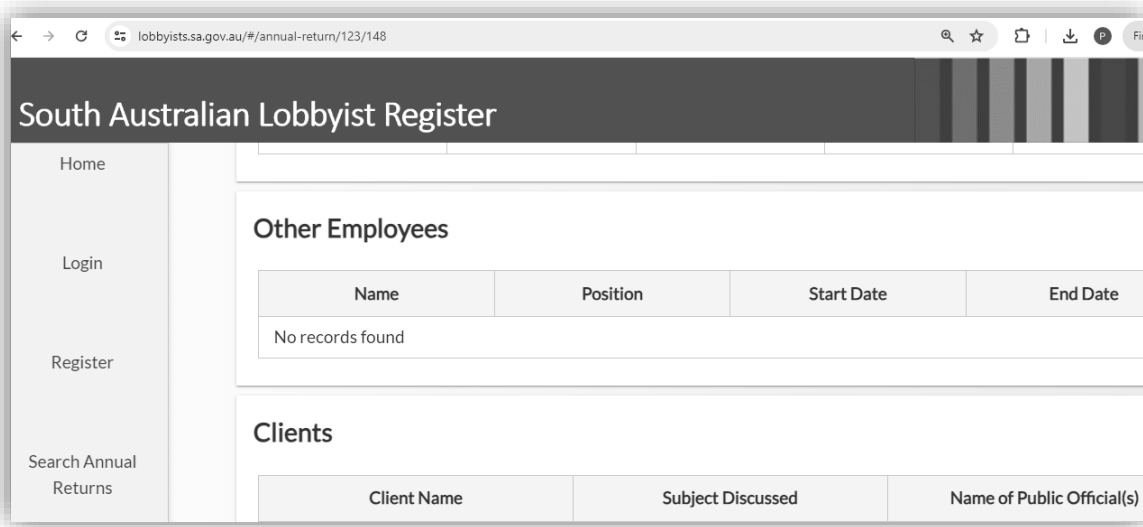 lobbyists.sa.gov.au/#/annual-return/123/148
P
South Australian Lobbyist Register
Home
Login
Register
Search Annual
Returns
Other Employees
Name Position Start Date End Date
No records found
Clients
Client Name Subject Discussed Name of Public Official(s)